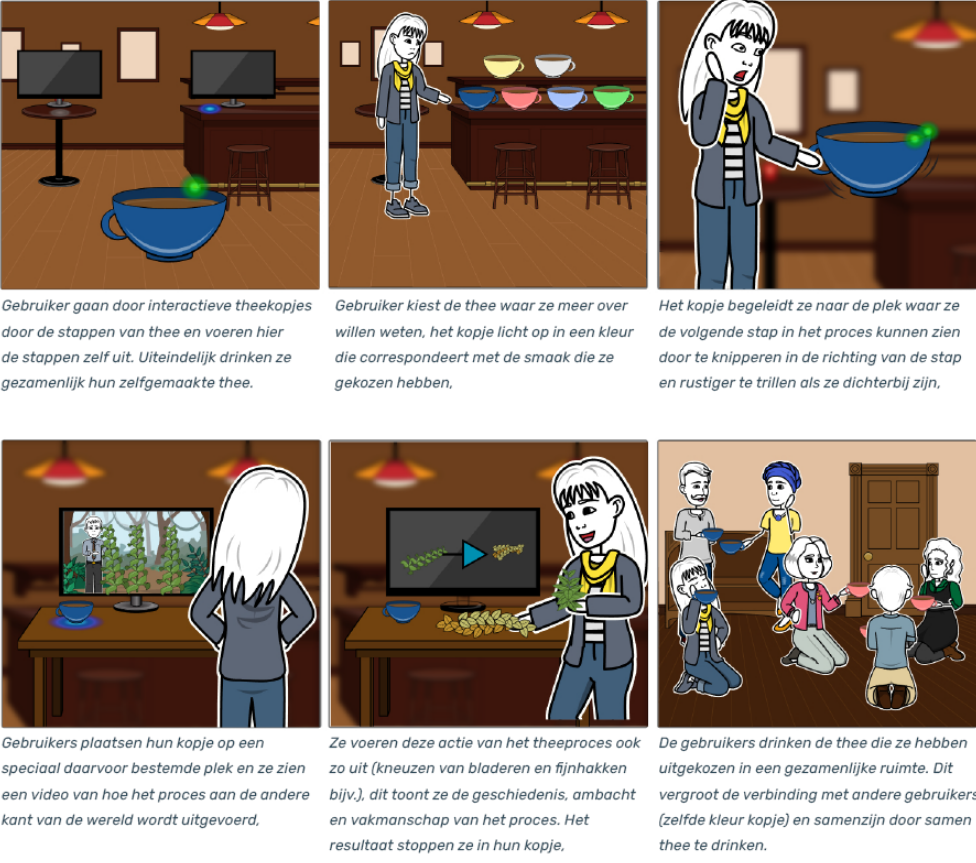 Gebruiker gaan door interactieve theekopjes
door de stappen van thee en voeren hier
de stappen zelf uit. Uiteindelijk drinken ze
gezamenlijk hun zelfgemaakte thee.
Gebruiker kiest de thee waar ze meer over
willen weten, het kopje licht op in een kleur
die correspondeert met de smaak die ze
gekozen hebben,
Het kopje begeleidt ze naar de plek waar ze
de volgende stap in het proces kunnen zien
door te knipperen in de richting van de stap
en rustiger te trillen als ze dichterbij zijn,
Gebruikers plaatsen hun kopje op een
speciaal daarvoor bestemde plek en ze zien
een video van hoe het proces aan de andere
kant van de wereld wordt uitgevoerd,
Ze voeren deze actie van het theeproces ook
zo uit (kneuzen van bladeren en fijnhakken
bijv.), dit toont ze de geschiedenis, ambacht
en vakmanschap van het proces. Het
resultaat stoppen ze in hun kopje,
De gebruikers drinken de thee die ze hebben
uitgekozen in een gezamenlijke ruimte. Dit
vergroot de verbinding met andere gebruikers
(zelfde kleur kopje) en samenzijn door samen
thee te drinken.